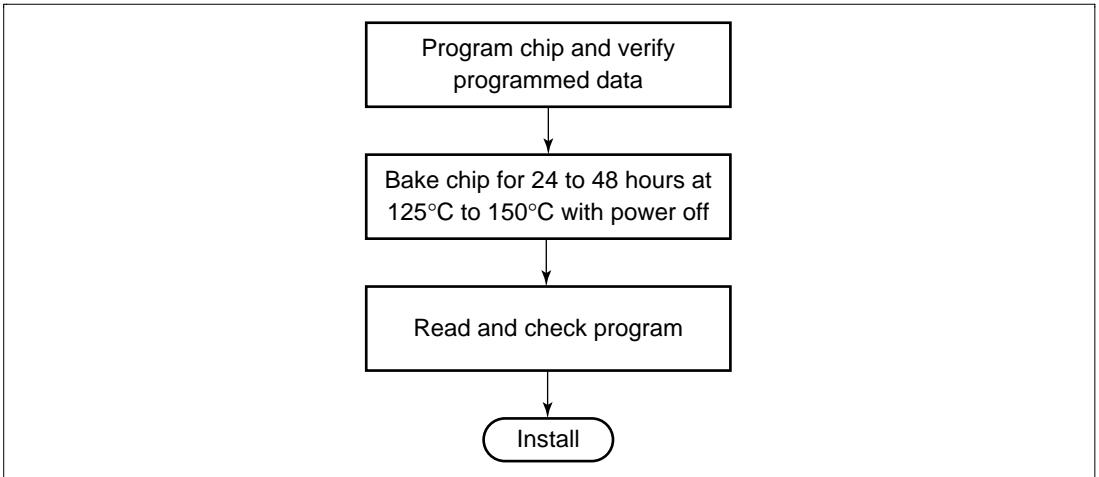 Program chip and verify
programmed data
Bake chip for 24 to 48 hours at
125°C to 150°C with power off
Read and check program
Install